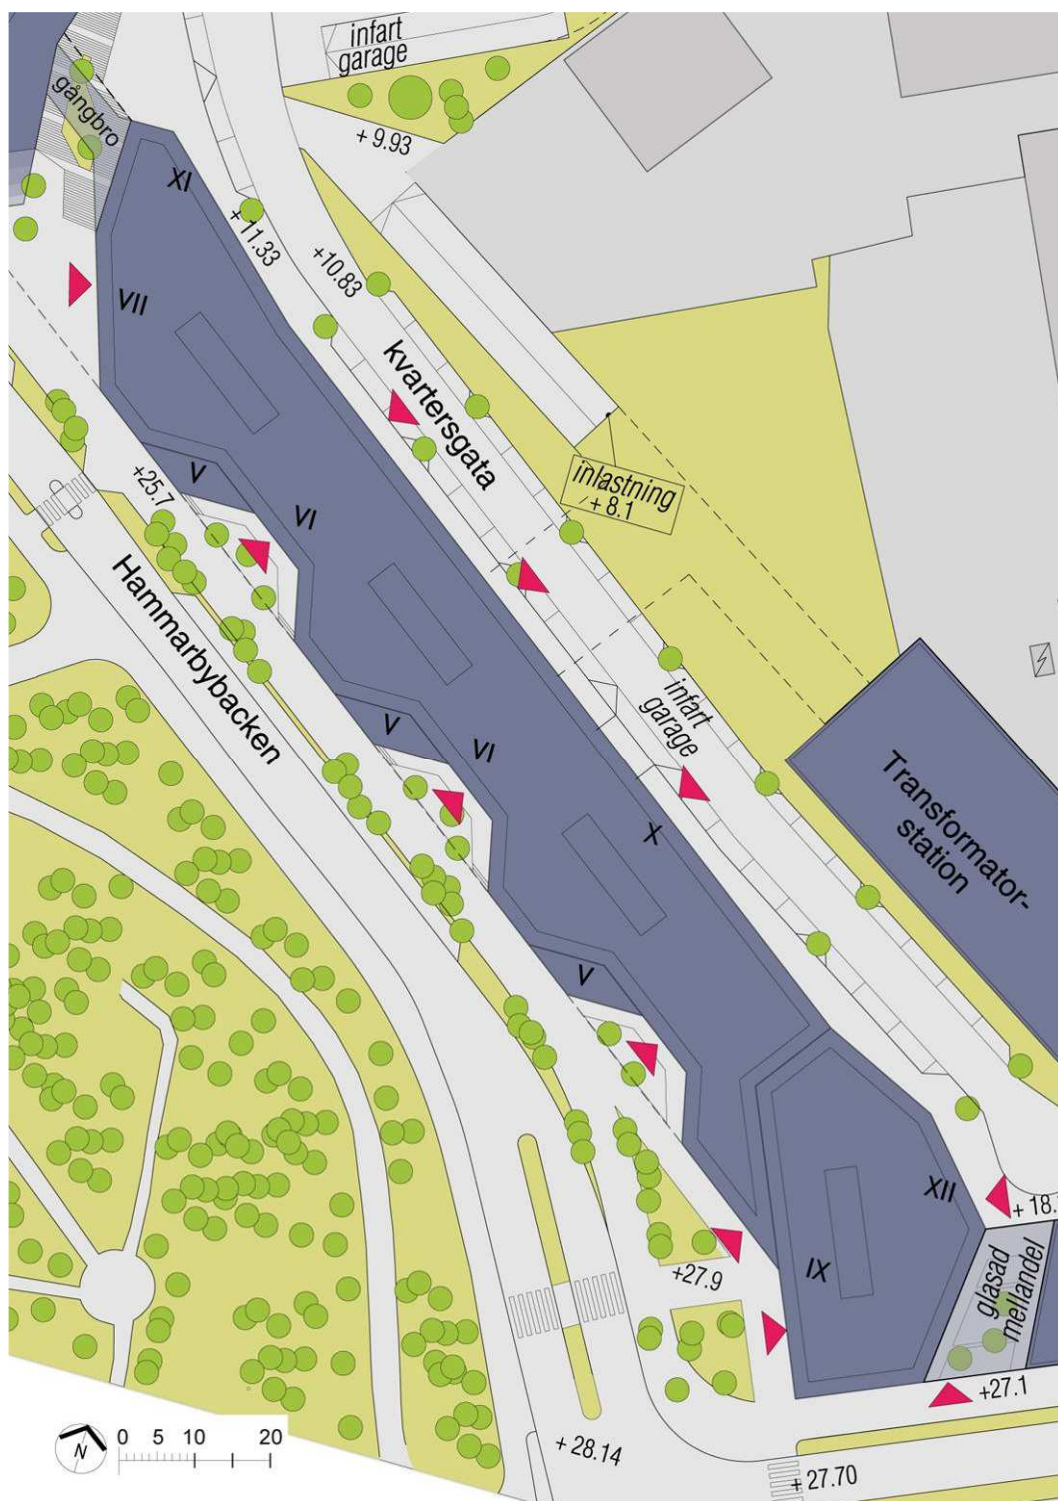 infart
garage
gångbro
+ 9.93
XI
+ 11.33
+10.83
VII
kvartersgata
V
+25.7
VI
inlastning
+ 8.1
Hammarbybacken
infart
garage
V
VI
X
Transformator-
station
V
XII
+ 18.
IX
glasad
mellandel
+27.9
+27.1
N
0 5 10 20
+ 28.14
+ 27.70